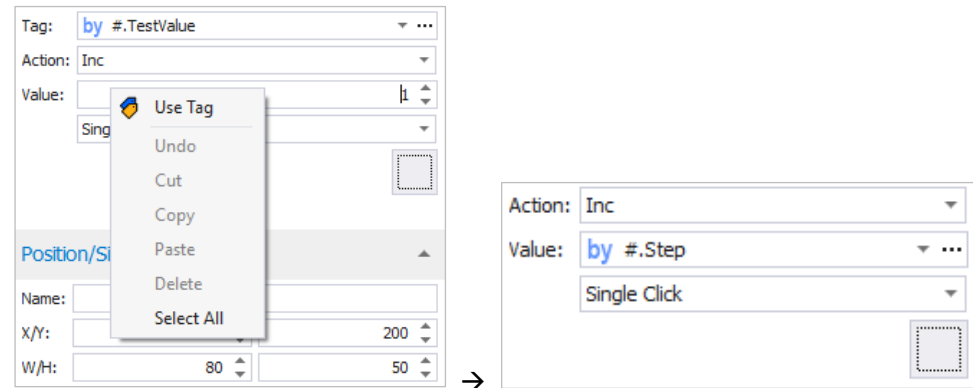 Tag: by #.TestValue
Action: Inc
Value: 1
Use Tag
Sing
Undo
Cut
Copy
Position/Si
Paste
Delete
Name:
Select All
X/Y: 200
W/H: 80 50
→
Action: Inc
Value: by #.Step
Single Click